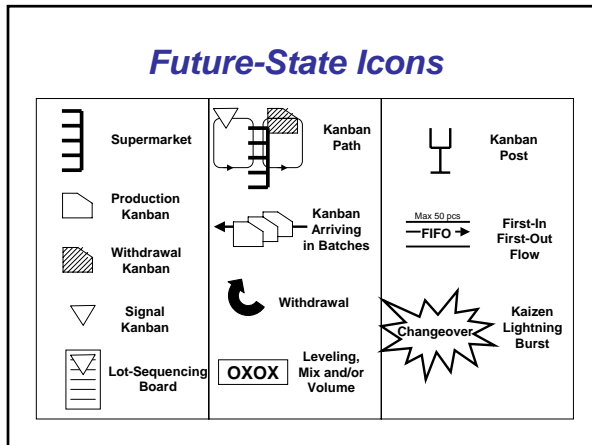 Future-State Icons
Supermarket
Production
Kanban
Withdrawal
Kanban
Signal
Kanban
Lot-Sequencing
Board
Kanban
Path
Kanban
Arriving
in Batches
Withdrawal
OXOX
Leveling,
Mix and/or
Volume
Kanban
Post
Max 50 pcs
FIFO
First-In
First-Out
Flow
Changeover
Kaizen
Lightning
Burst